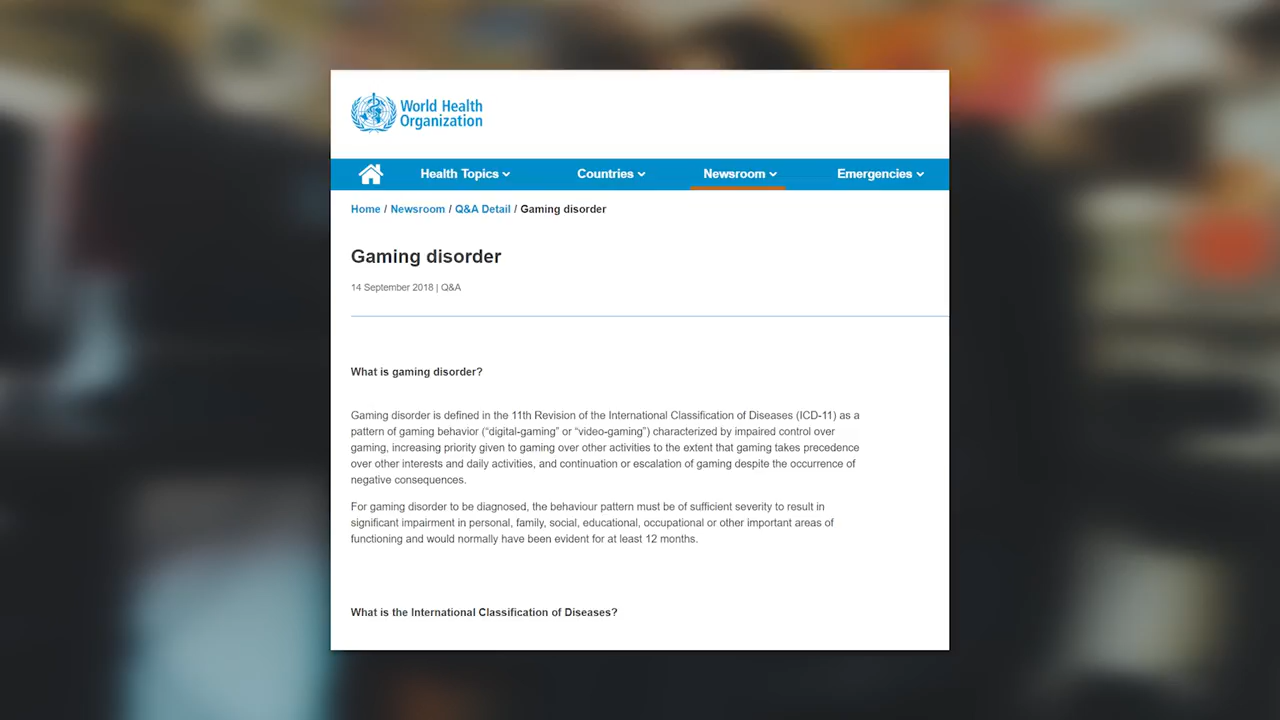 World Health
Organization
Health Topics Countries Newsroom Emergencies
Home / Newsroom / Q&A Detail / Gaming disorder
Gaming disorder
14 September 2018 | Q&A
What is gaming disorder?
Gaming disorder is defined in the 11th Revision of the International Classification of Diseases (ICD-11) as a
pattern of gaming behavior (“digital-gaming” or “video-gaming”) characterized by impaired control over
gaming, increasing priority given to gaming over other activities to the extent that gaming takes precedence
over other interests and daily activities, and continuation or escalation of gaming despite the occurrence of
negative consequences.
For gaming disorder to be diagnosed, the behaviour pattern must be of sufficient severity to result in
significant impairment in personal, family, social, educational, occupational or other important areas of
functioning and would normally have been evident for at least 12 months.
What is the International Classification of Diseases?